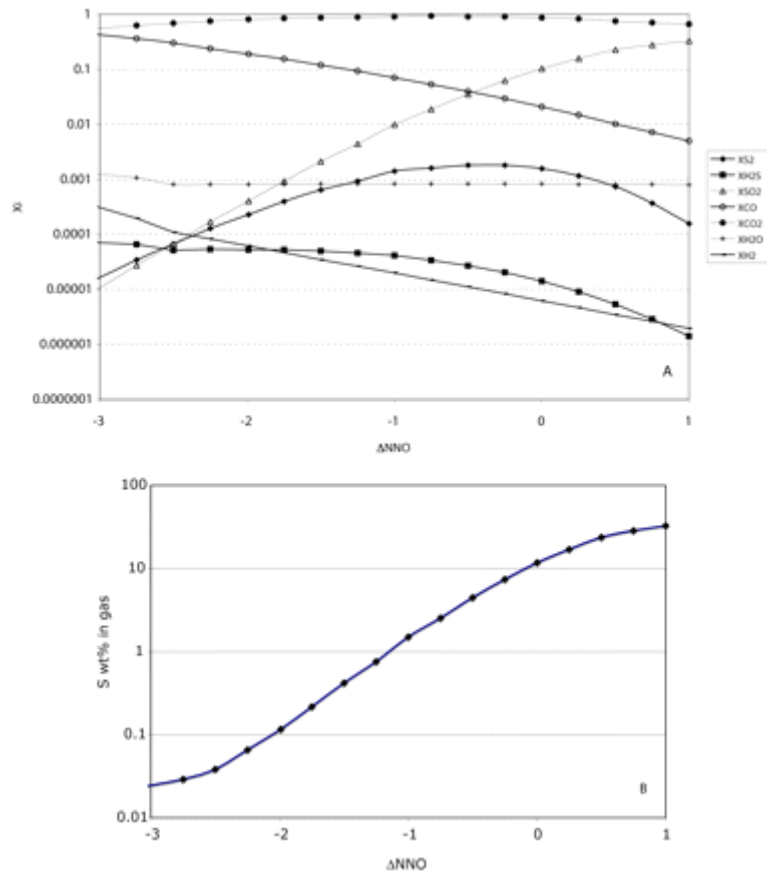 1
0.1
0.01
0.001
0.0001
0.00001
0.000001
0.0000001
Xi
-3 -2 -1 0 1
ΔNNO
A
XS2
XH2S
XSO2
XCO
XCO2
XH2O
XH2
100
10
1
0.1
0.01
S wt% in gas
-3 -2 -1 0 1
ΔNNO
B